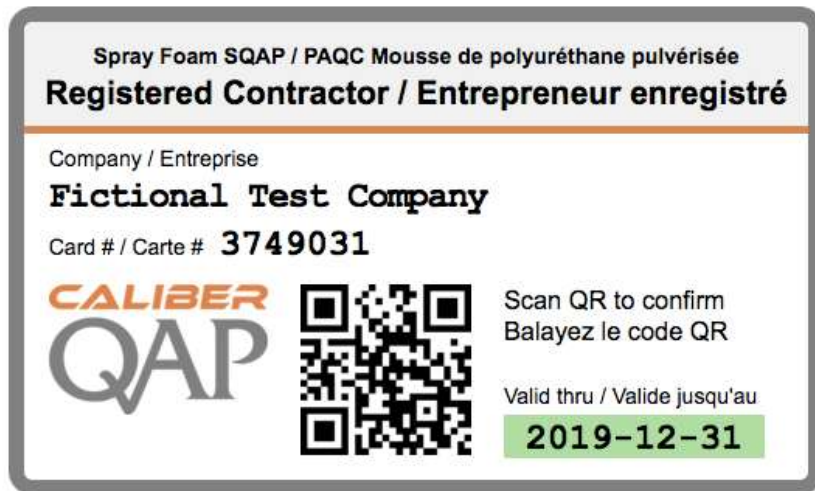 Spray Foam SQAP / PAQC Mousse de polyuréthane pulvérisée
Registered Contractor / Entrepreneur enregistré
Company / Entreprise
Fictional Test Company
Card # / Carte # 3749031
CALIBER
QAP
Scan QR to confirm
Balayez le code QR
Valid thru / Valide jusqu'au
2019-12-31